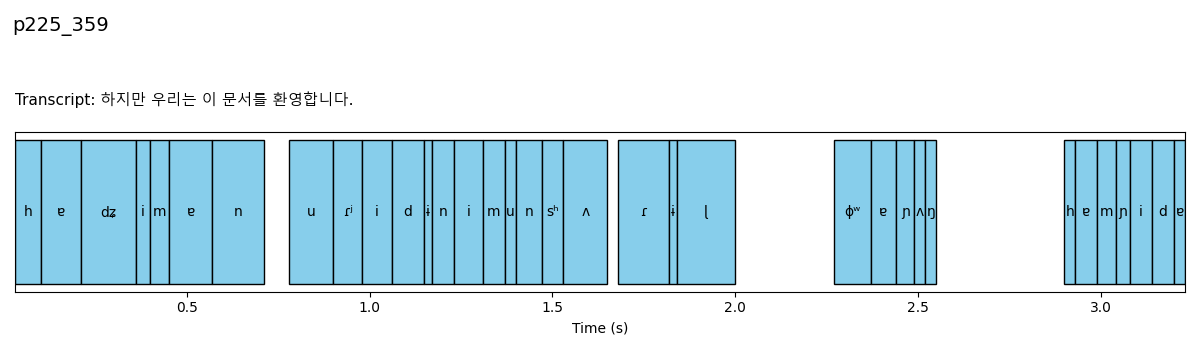 p225_359
Transcript: 하지만 우리는 이 문서를 환영합니다.
h ɐ dʑ i m ɐ n u ɾʲ i d ɨ n i m u n sʰ ʌ ɾ ɨ ɭ ɸʷ ɐ ɲ ʌ ŋ h ɐ m ɲ i d ɐ
0.5 1.0 1.5 2.0 2.5 3.0
Time (s)